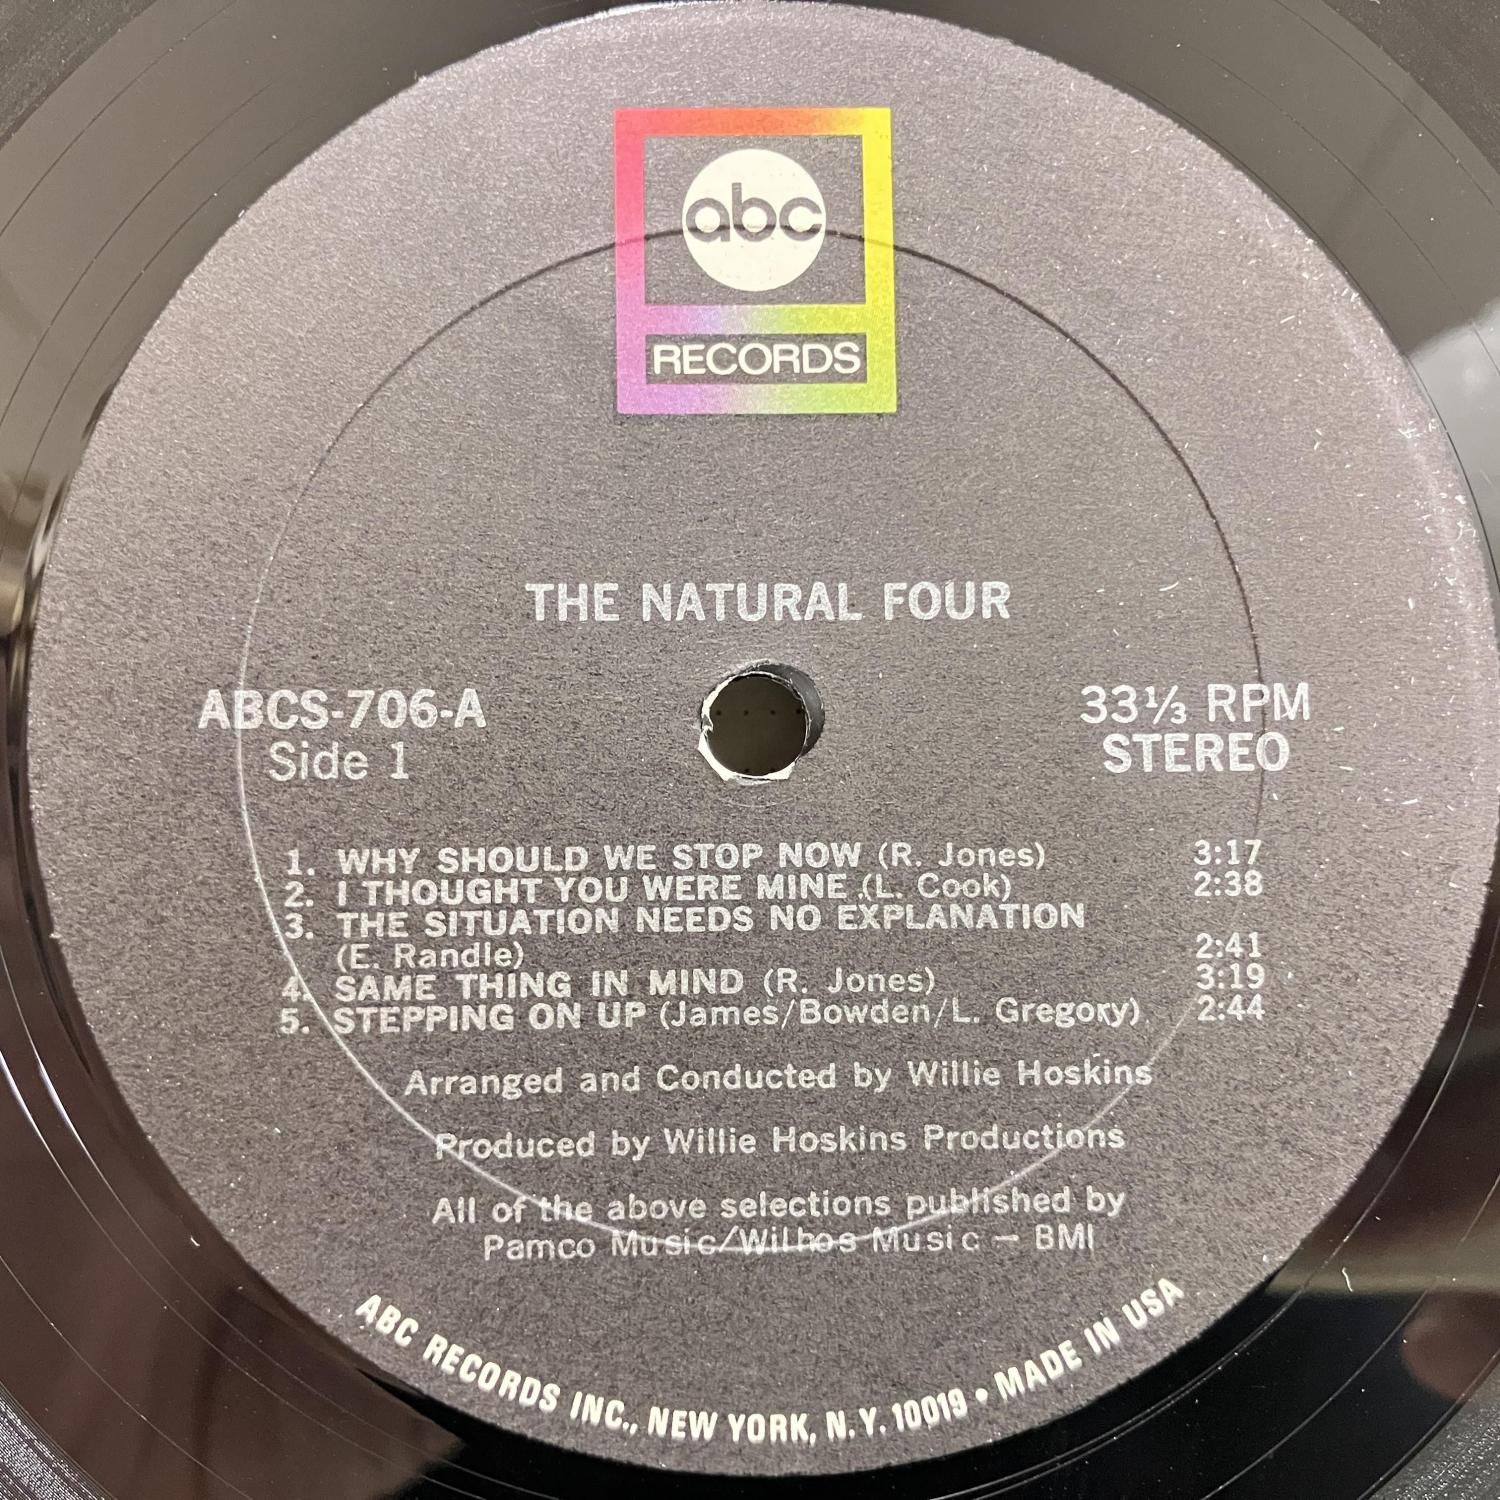 abc
RECORDS
THE NATURAL FOUR
ABCS-706-A
Side 1
33⅓ RPM
STEREO
1. WHY SHOULD WE STOP NOW (R. Jones) 3:17
2. I THOUGHT YOU WERE MINE (L. Cook) 2:38
3. THE SITUATION NEEDS NO EXPLANATION
(E. Randle) 2:41
4. SAME THING IN MIND (R. Jones) 3:19
5. STEPPING ON UP (James/Bowden/L. Gregory) 2:44
Arranged and Conducted by Willie Hoskins
Produced by Willie Hoskins Productions
All of the above selections published by
Pamco Music/Wilhos Music — BMI
ABC RECORDS INC., NEW YORK, N.Y. 10019 • MADE IN USA